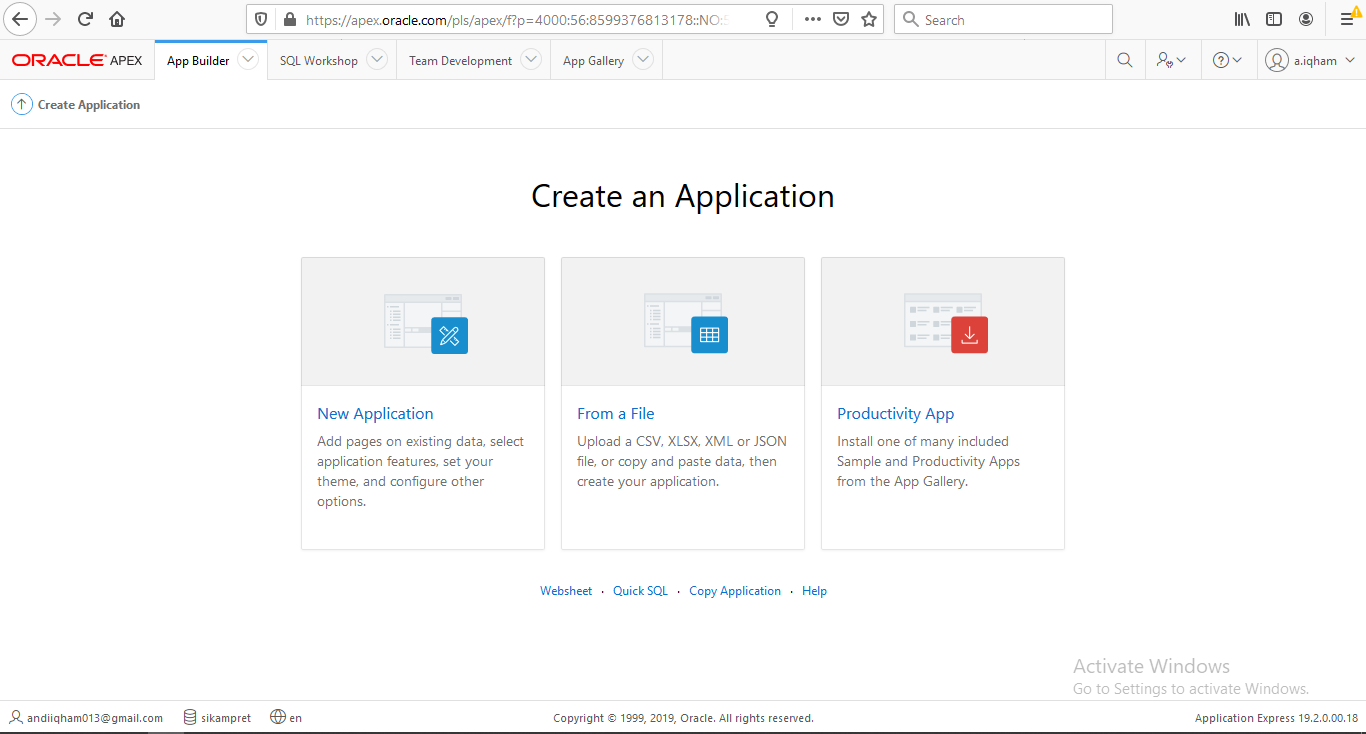 https://apex.oracle.com/pls/apex/f?p=4000:56:8599376813178::NO:
Search
ORACLE APEX
App Builder
SQL Workshop
Team Development
App Gallery
a.iqham
Create Application
Create an Application
New Application
Add pages on existing data, select
application features, set your
theme, and configure other
options.
From a File
Upload a CSV, XLSX, XML or JSON
file, or copy and paste data, then
create your application.
Productivity App
Install one of many included
Sample and Productivity Apps
from the App Gallery.
Websheet · Quick SQL · Copy Application · Help
Activate Windows
Go to Settings to activate Windows.
andiiqham013@gmail.com
sikampret
en
Copyright © 1999, 2019, Oracle. All rights reserved.
Application Express 19.2.0.00.18